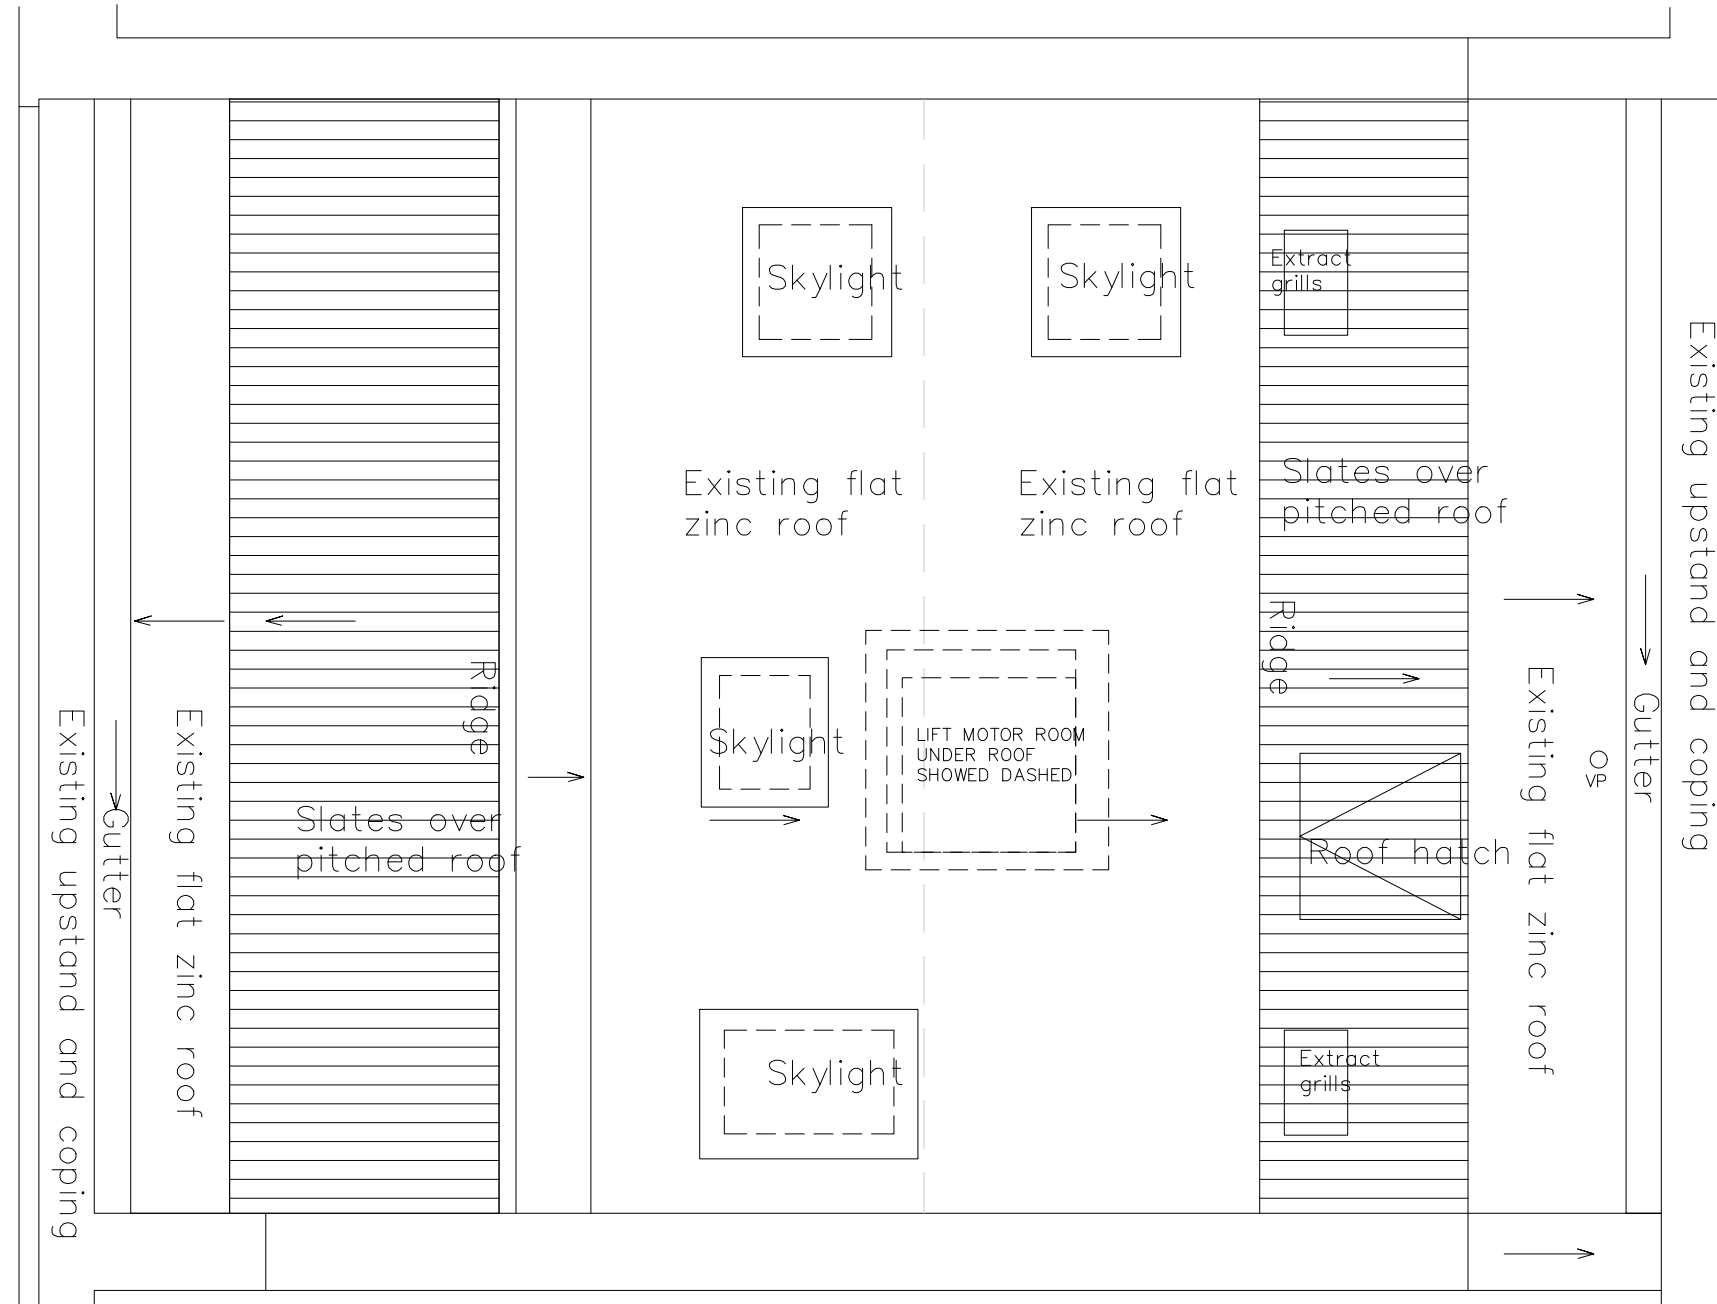 Skylight
Skylight
Extract
grills
Existing flat
zinc roof
Existing flat
zinc roof
Slates over
pitched roof
Existing upstand and coping
Ridge
Ridge
Existing flat zinc roof
Gutter
VP
Skylight
LIFT MOTOR ROOM
UNDER ROOF
SHOWED DASHED
Existing upstand and coping
Gutter
Existing flat zinc roof
Slates over
pitched roof
Roof hatch
Skylight
Extract
grills